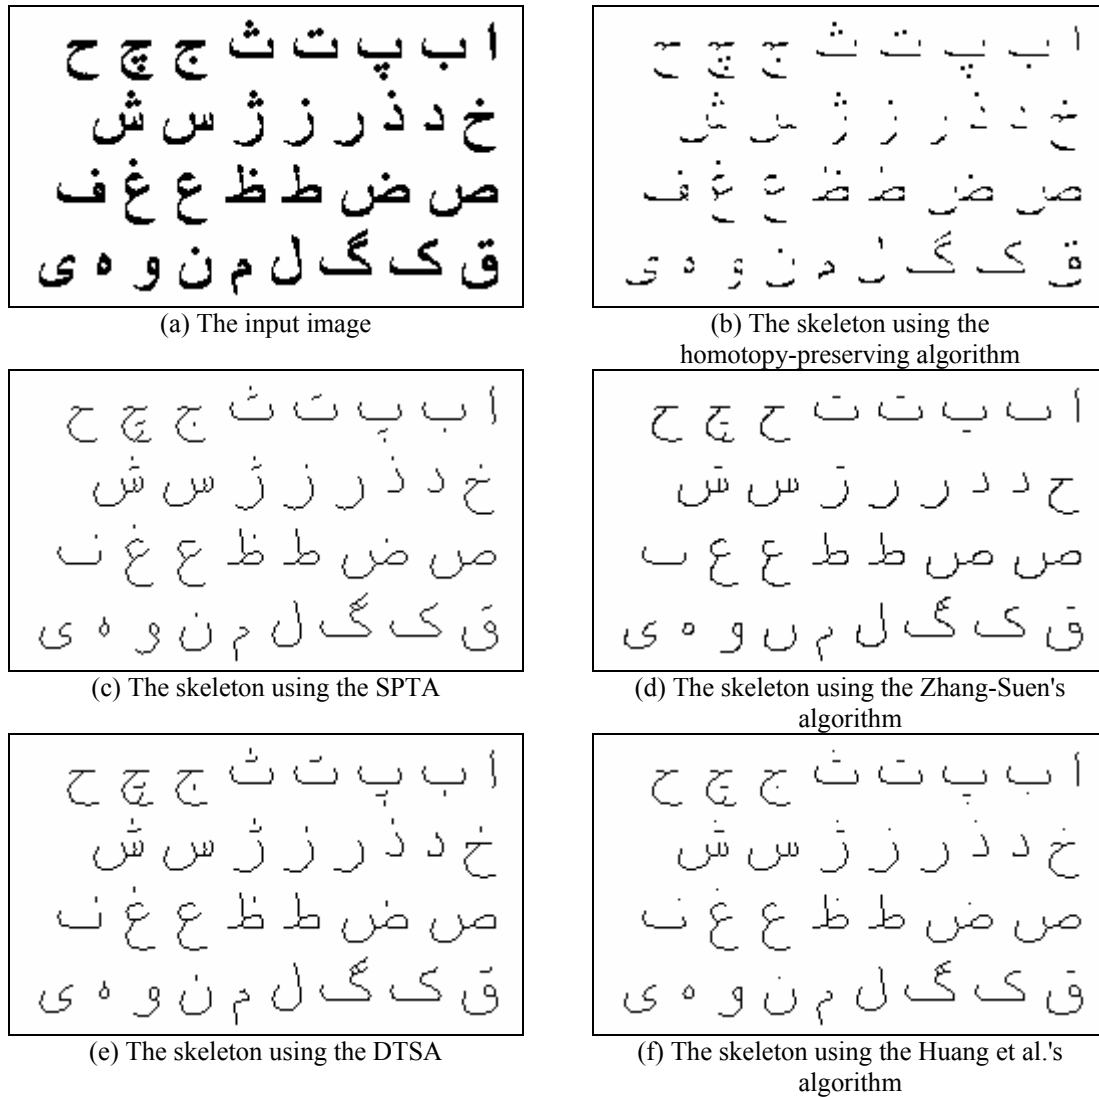 ا ب پ ت ث ج چ ح
خ د ذ ر ز ژ س ش
ص ض ط ظ ع غ ف
ق ک گ ل م ن و ه ی
(a) The input image
ا ب پ ت ث ج چ ح
خ د ذ ر ز ژ س ش
ص ض ط ظ ع غ ف
ق ک گ ل م ن و ه ی
(b) The skeleton using the
homotopy-preserving algorithm
ا ب پ ت ث ج چ ح
خ د ذ ر ز ژ س ش
ص ض ط ظ ع غ ف
ق ک گ ل م ن و ه ی
(c) The skeleton using the SPTA
ا ت ت ح چ ح
ح د د ر ر س ش
ص ص ط ط ع ع
ق ک گ ل م و ه ی
(d) The skeleton using the Zhang-Suen's
algorithm
ا ب پ ت ث ج چ ح
خ د ذ ر ز ژ س ش
ص ض ط ظ ع غ ف
ق ک گ ل م ن و ه ی
(e) The skeleton using the DTSA
ا ب پ ت ث ج چ ح
خ د ذ ر ز ژ س ش
ص ض ط ظ ع غ ف
ق ک گ ل م ن و ه ی
(f) The skeleton using the Huang et al.'s
algorithm